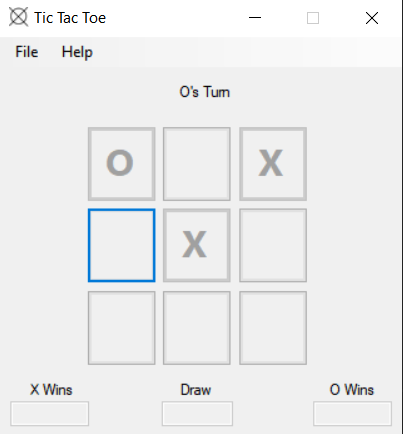 Tic Tac Toe
File Help
O's Turn
O X
X
X Wins Draw O Wins